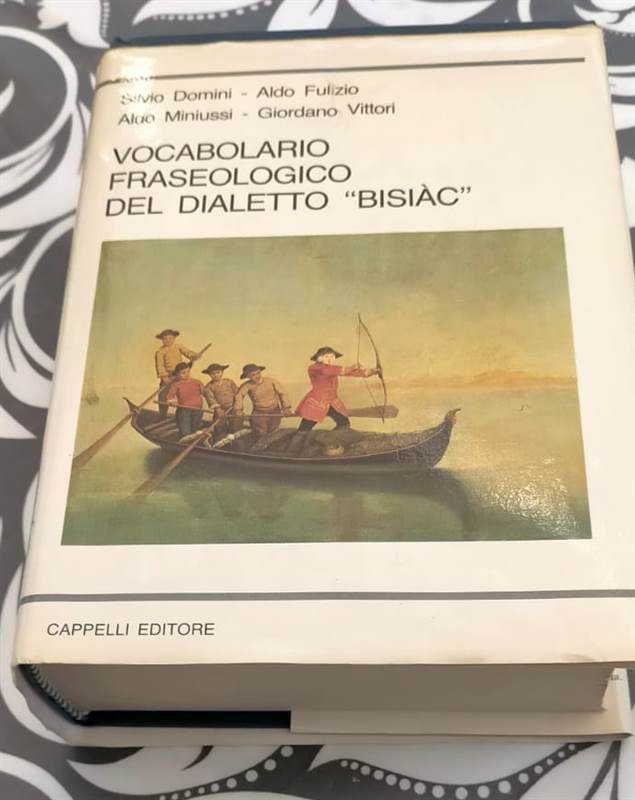 Silvio Domini - Aldo Fulizio
Aldo Miniussi - Giordano Vittori
VOCABOLARIO
FRASEOLOGICO
DEL DIALETTO “BISIÀC”
CAPPELLI EDITORE